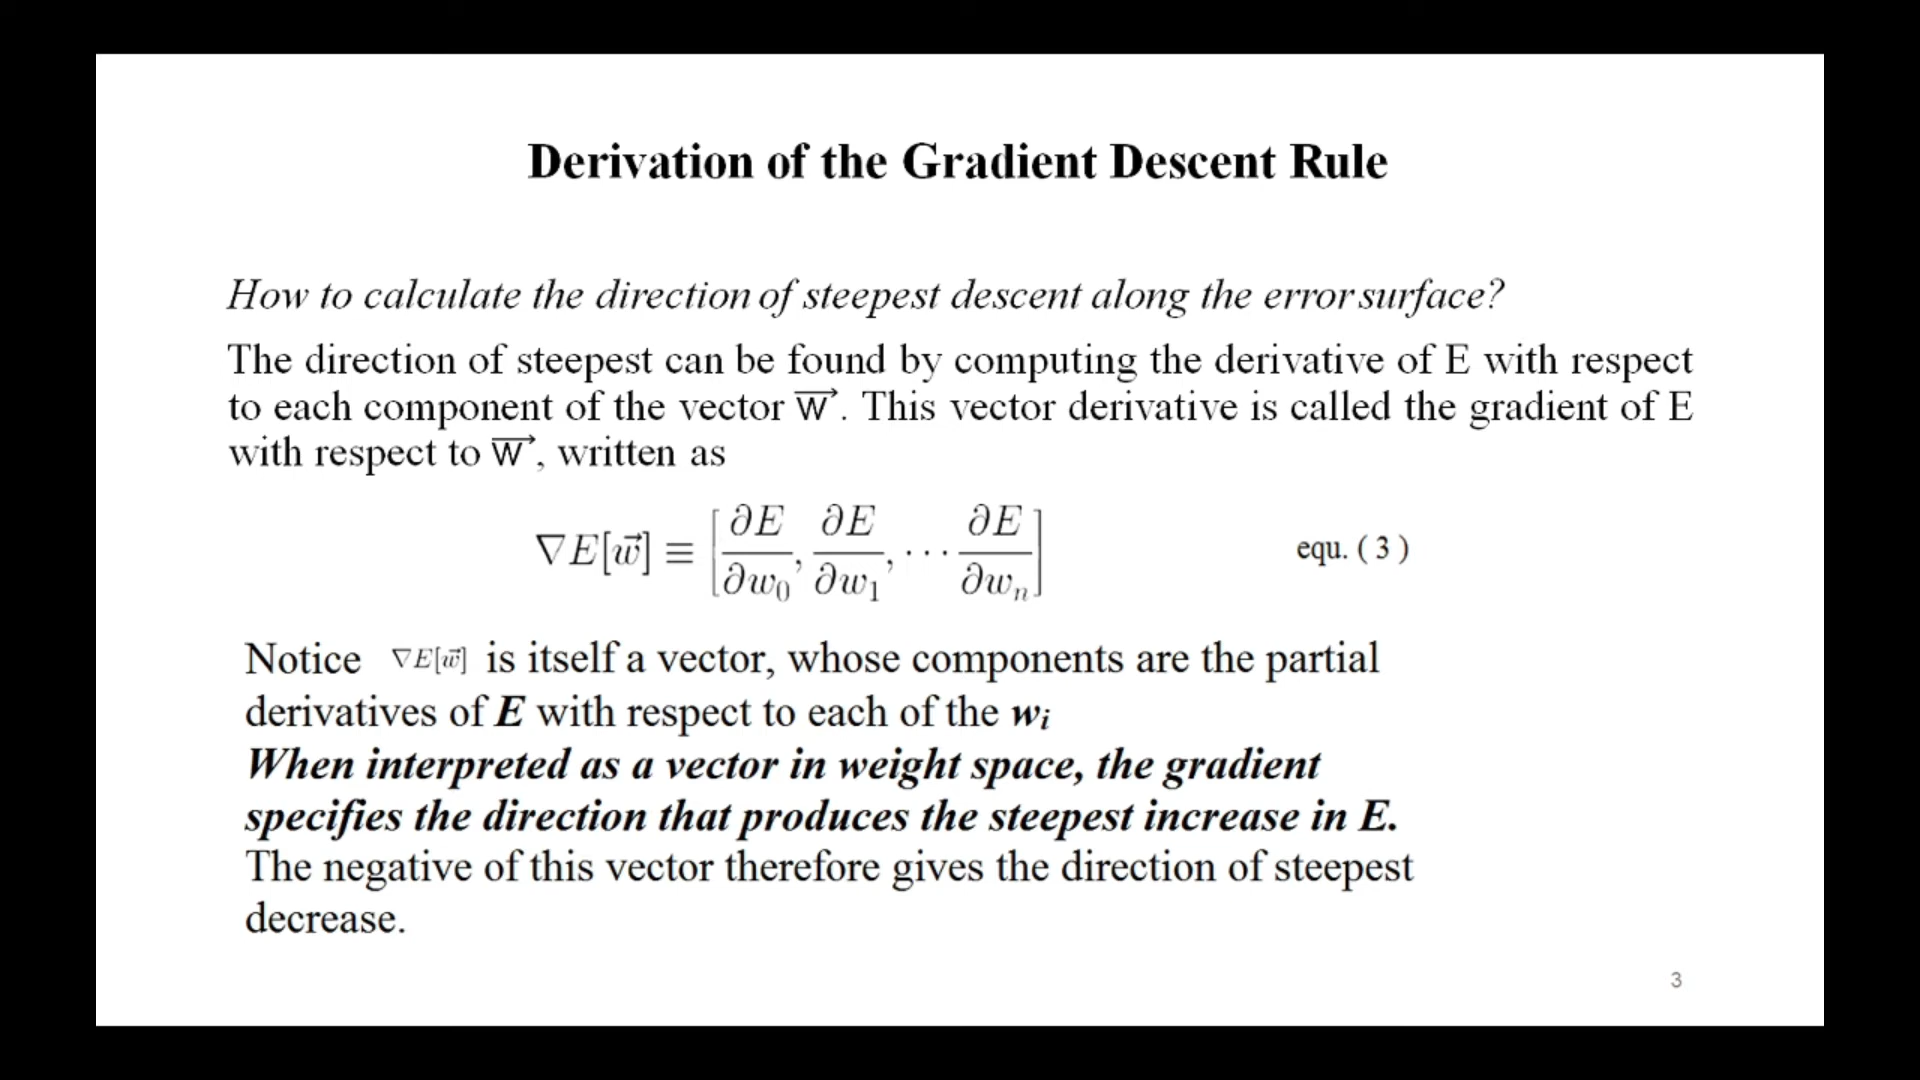 Derivation of the Gradient Descent Rule
How to calculate the direction of steepest descent along the error surface?
The direction of steepest can be found by computing the derivative of E with respect
to each component of the vector w⃗ . This vector derivative is called the gradient of E
with respect to w⃗ , written as
∇E[w⃗] ≡ [∂E/∂w₀, ∂E/∂w₁, ⋯ ∂E/∂wₙ] equ. ( 3 )
Notice ∇E[w⃗] is itself a vector, whose components are the partial
derivatives of E with respect to each of the wᵢ
When interpreted as a vector in weight space, the gradient
specifies the direction that produces the steepest increase in E.
The negative of this vector therefore gives the direction of steepest
decrease.
3